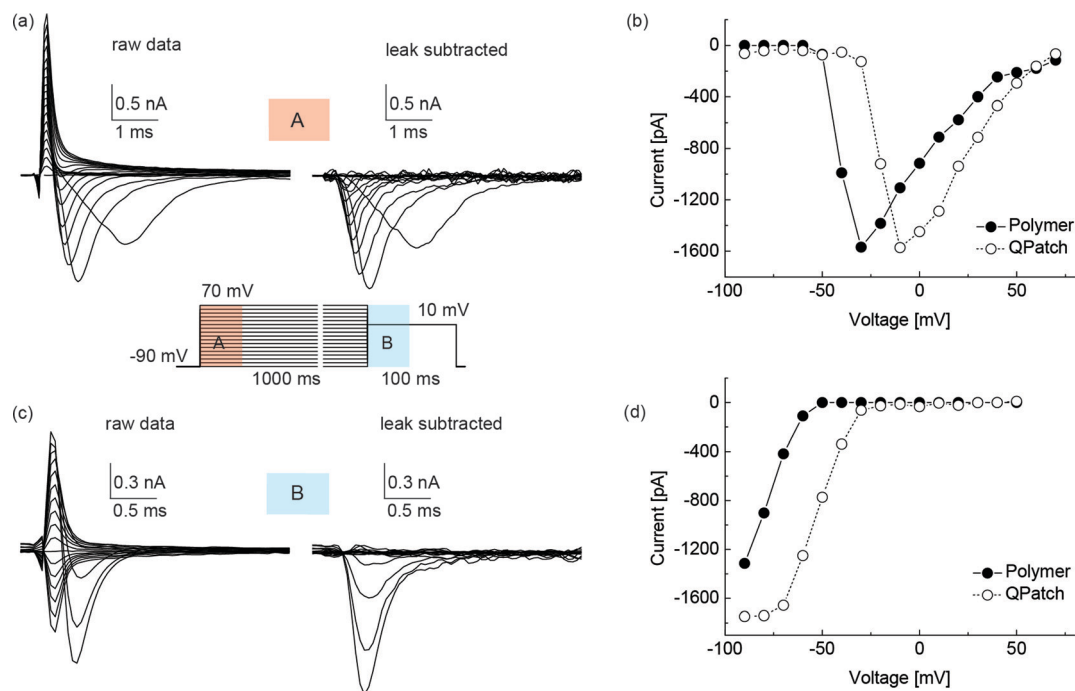 (a)
raw data
leak subtracted
0.5 nA
1 ms
A
0.5 nA
1 ms
70 mV
10 mV
A
B
-90 mV
1000 ms
100 ms
(b)
0
-400
-800
-1200
-1600
Current [pA]
Polymer
QPatch
-100
-50
0
50
Voltage [mV]
(c)
raw data
leak subtracted
0.3 nA
0.5 ms
B
0.3 nA
0.5 ms
(d)
0
-400
-800
-1200
-1600
Current [pA]
Polymer
QPatch
-100
-50
0
50
Voltage [mV]